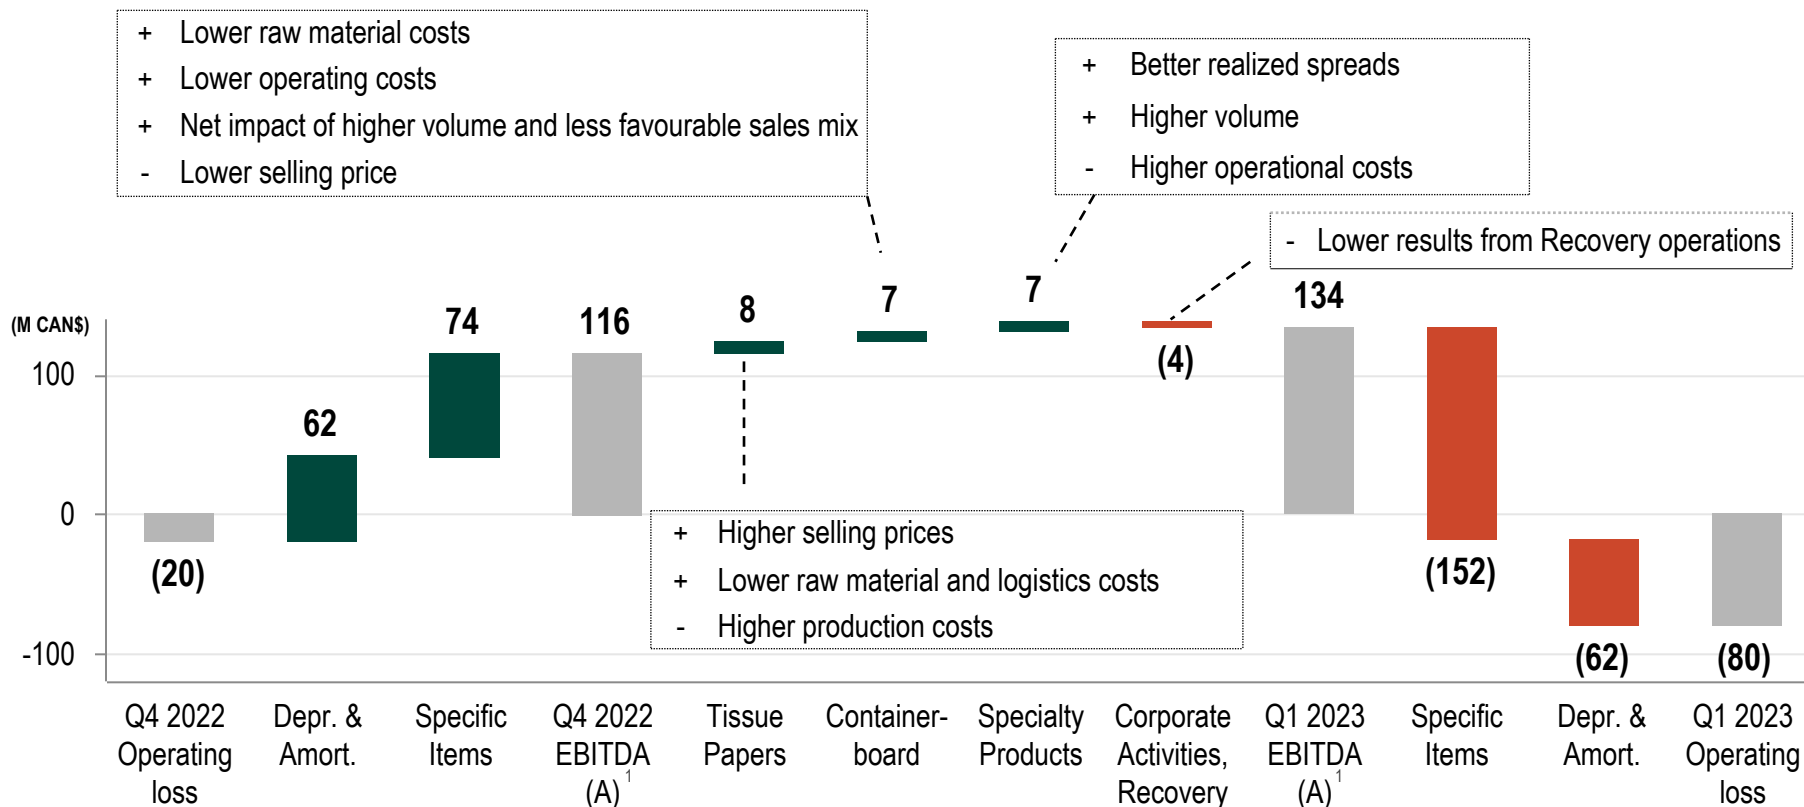 + Lower raw material costs
+ Lower operating costs
+ Net impact of higher volume and less favourable sales mix
- Lower selling price
+ Better realized spreads
+ Higher volume
- Higher operational costs
- Lower results from Recovery operations
(M CAN$)
100
0
-100
(20)
62
74
116
8
7
7
(4)
134
(152)
(62)
(80)
+ Higher selling prices
+ Lower raw material and logistics costs
- Higher production costs
Q4 2022
Operating
loss
Depr. &
Amort.
Specific
Items
Q4 2022
EBITDA
(A)1
Tissue
Papers
Container-
board
Specialty
Products
Corporate
Activities,
Recovery
Q1 2023
EBITDA
(A)1
Specific
Items
Depr. &
Amort.
Q1 2023
Operating
loss